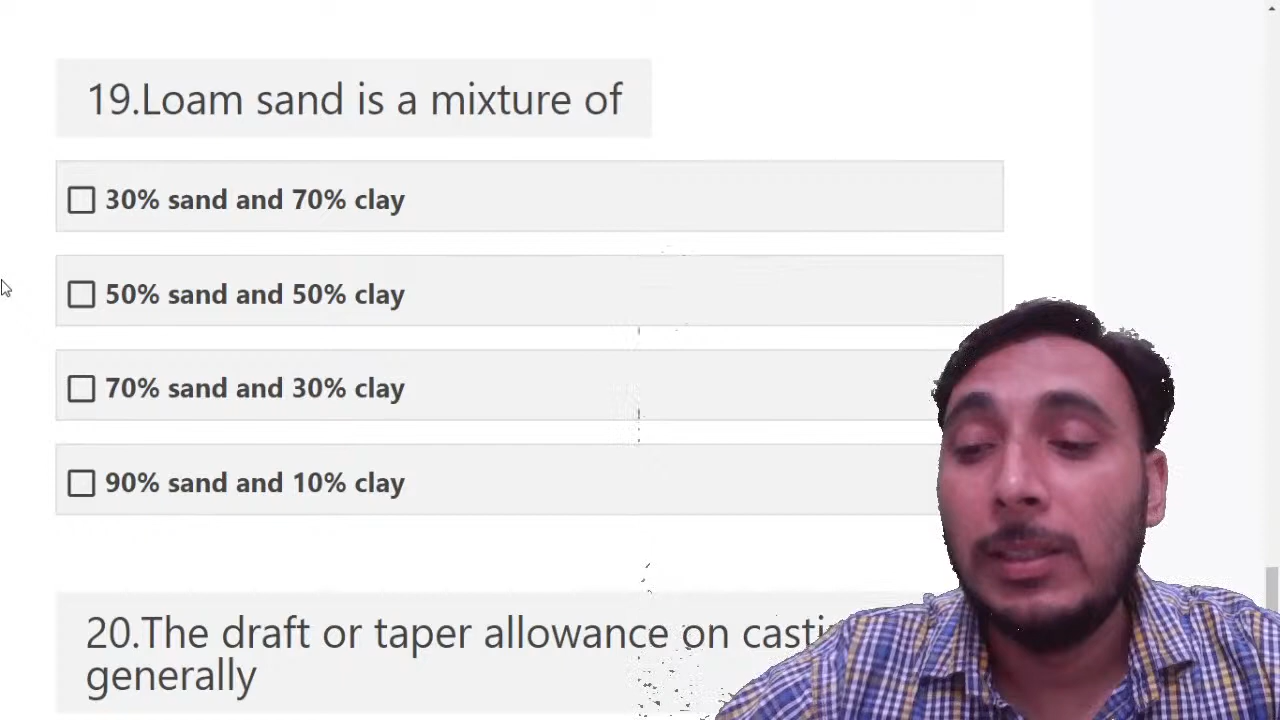 19.Loam sand is a mixture of
30% sand and 70% clay
50% sand and 50% clay
70% sand and 30% clay
90% sand and 10% clay
20.The draft or taper allowance on
generally